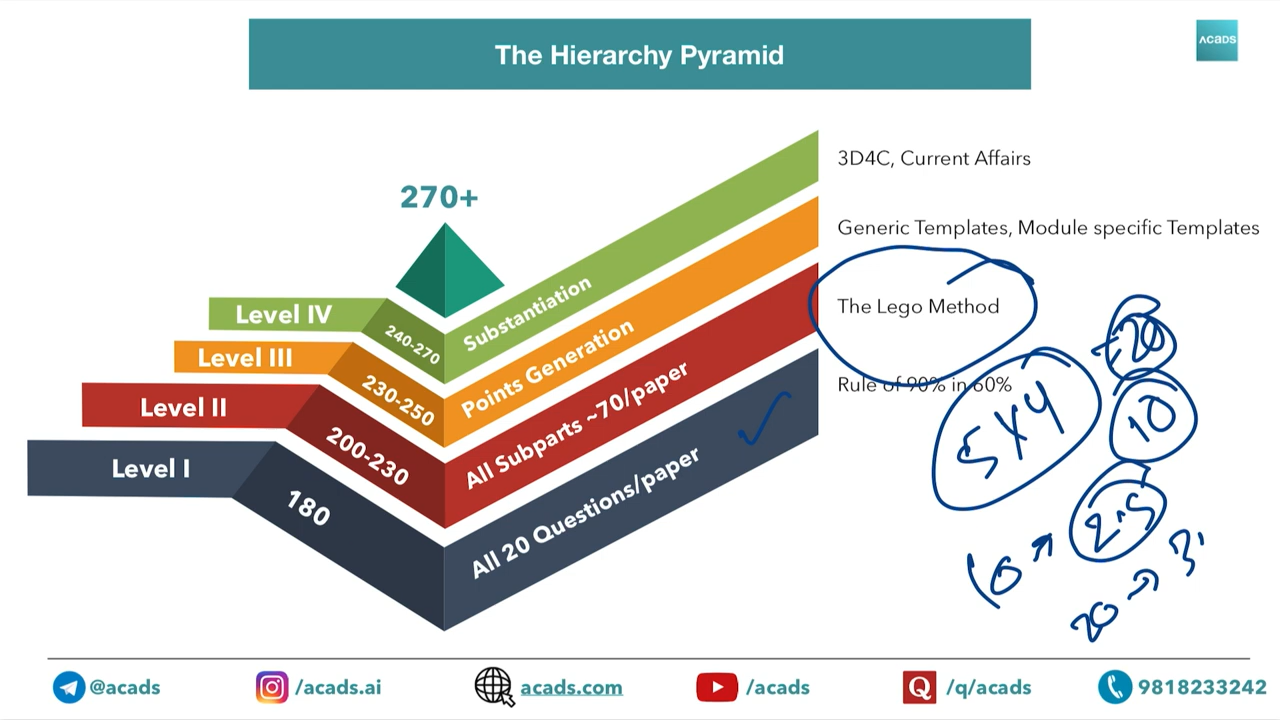 The Hierarchy Pyramid
ACADS
270+
3D4C, Current Affairs
Generic Templates, Module specific Templates
The Lego Method
Rule of 90% in 60%
Level IV
240-270
Substantiation
Level III
230-250
Points Generation
Level II
200-230
All Subparts ~70/paper
Level I
180
All 20 Questions/paper
5x4
20
10
2.5
10 →
20 → 3
@acads
/acads.ai
acads.com
/acads
/q/acads
9818233242